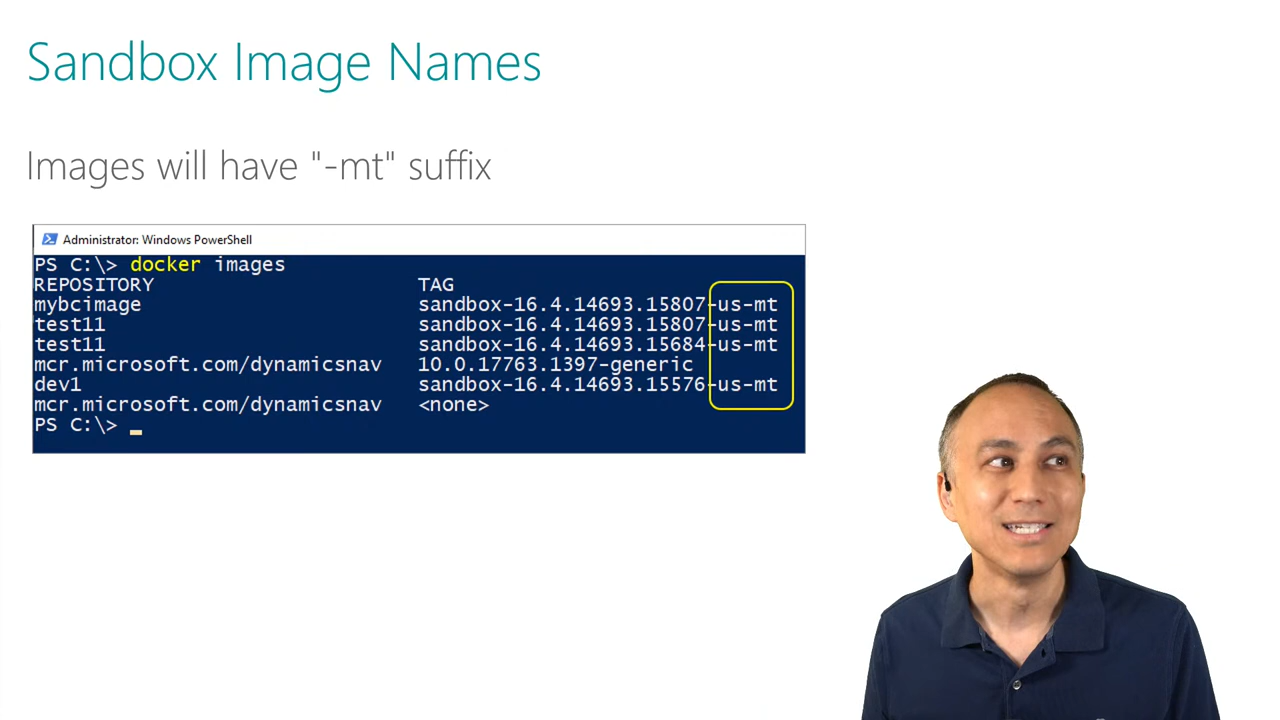 Sandbox Image Names
Images will have "-mt" suffix
Administrator: Windows PowerShell
PS C:\> docker images
REPOSITORY TAG
mybcimage sandbox-16.4.14693.15807-us-mt
test11 sandbox-16.4.14693.15807-us-mt
test11 sandbox-16.4.14693.15684-us-mt
mcr.microsoft.com/dynamicsnav 10.0.17763.1397-generic
dev1 sandbox-16.4.14693.15576-us-mt
mcr.microsoft.com/dynamicsnav <none>
PS C:\> _